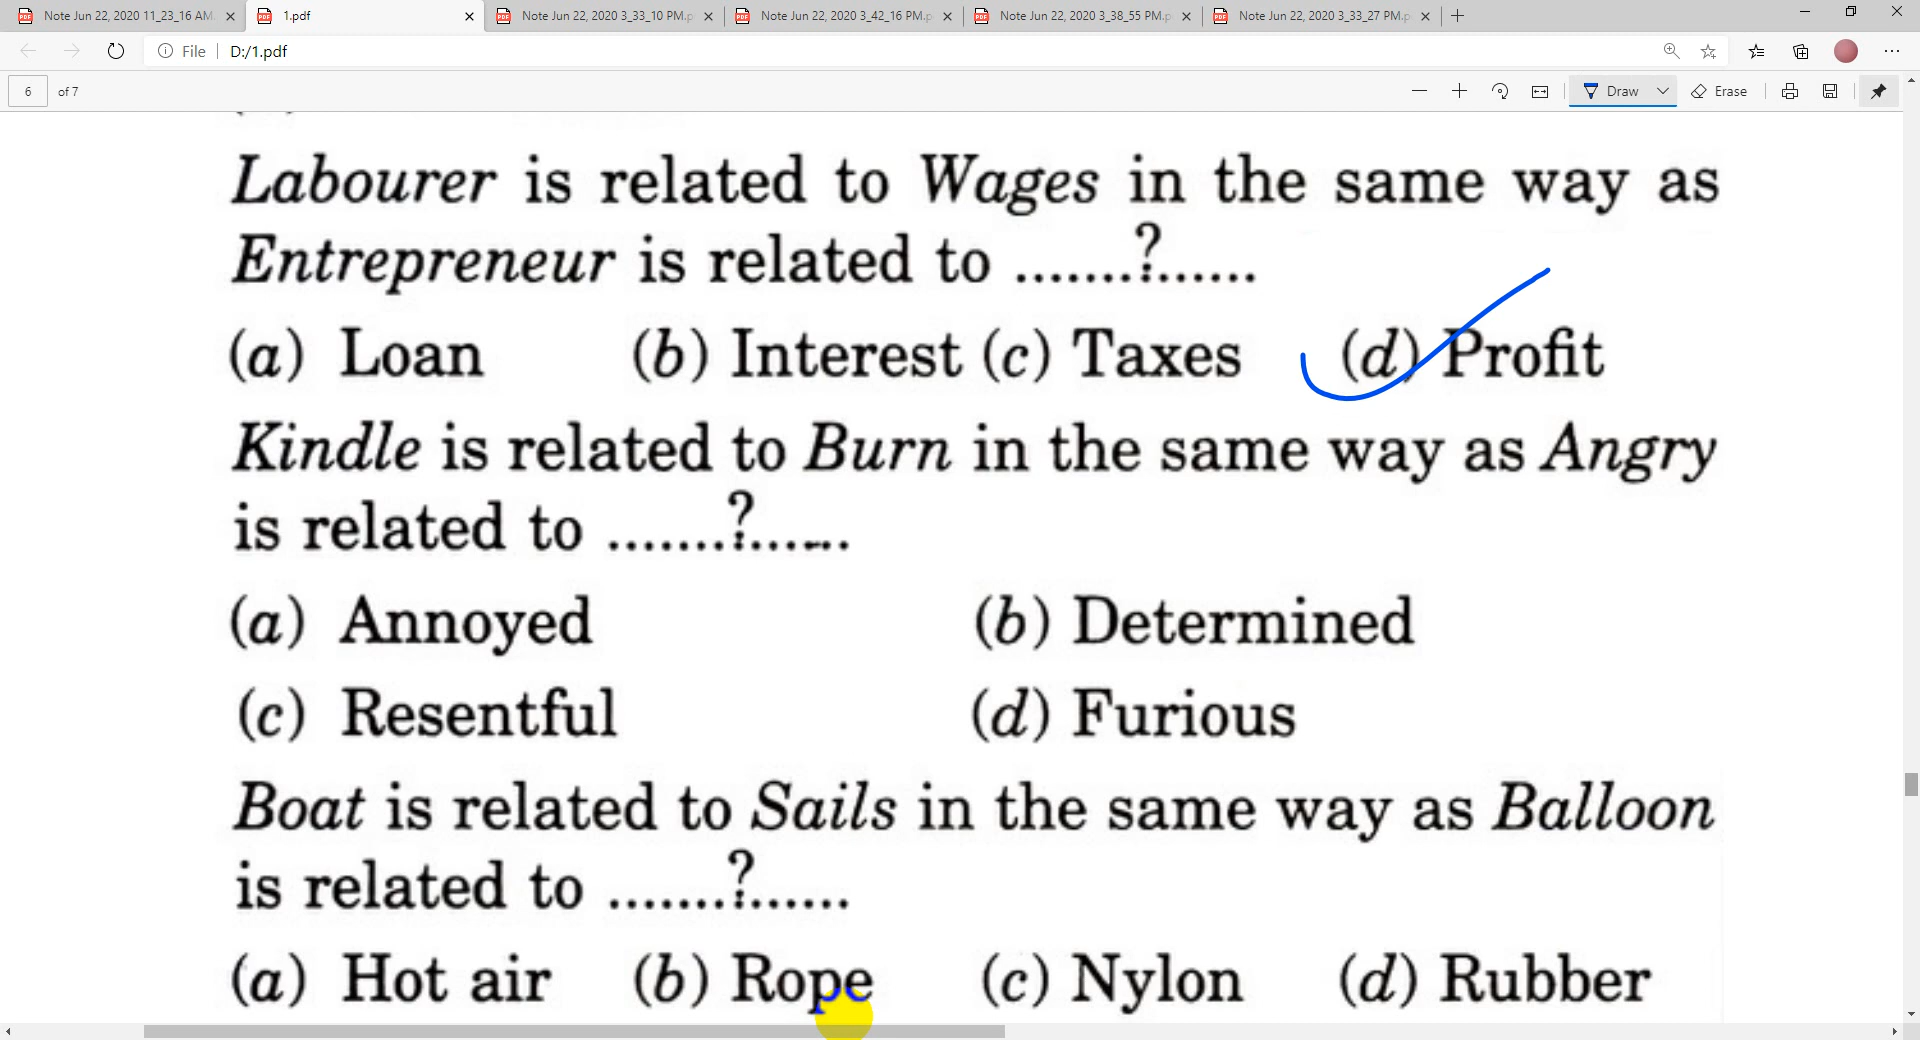 Note Jun 22, 2020 11_23_16 AM. 1.pdf Note Jun 22, 2020 3_33_10 PM.p Note Jun 22, 2020 3_42_16 PM.p Note Jun 22, 2020 3_38_55 PM.p Note Jun 22, 2020 3_33_27 PM.p
File D:/1.pdf
6 of 7 Draw Erase
Labourer is related to Wages in the same way as
Entrepreneur is related to .......?......
(a) Loan (b) Interest (c) Taxes (d) Profit
Kindle is related to Burn in the same way as Angry
is related to .......?......
(a) Annoyed (b) Determined
(c) Resentful (d) Furious
Boat is related to Sails in the same way as Balloon
is related to .......?......
(a) Hot air (b) Rope (c) Nylon (d) Rubber